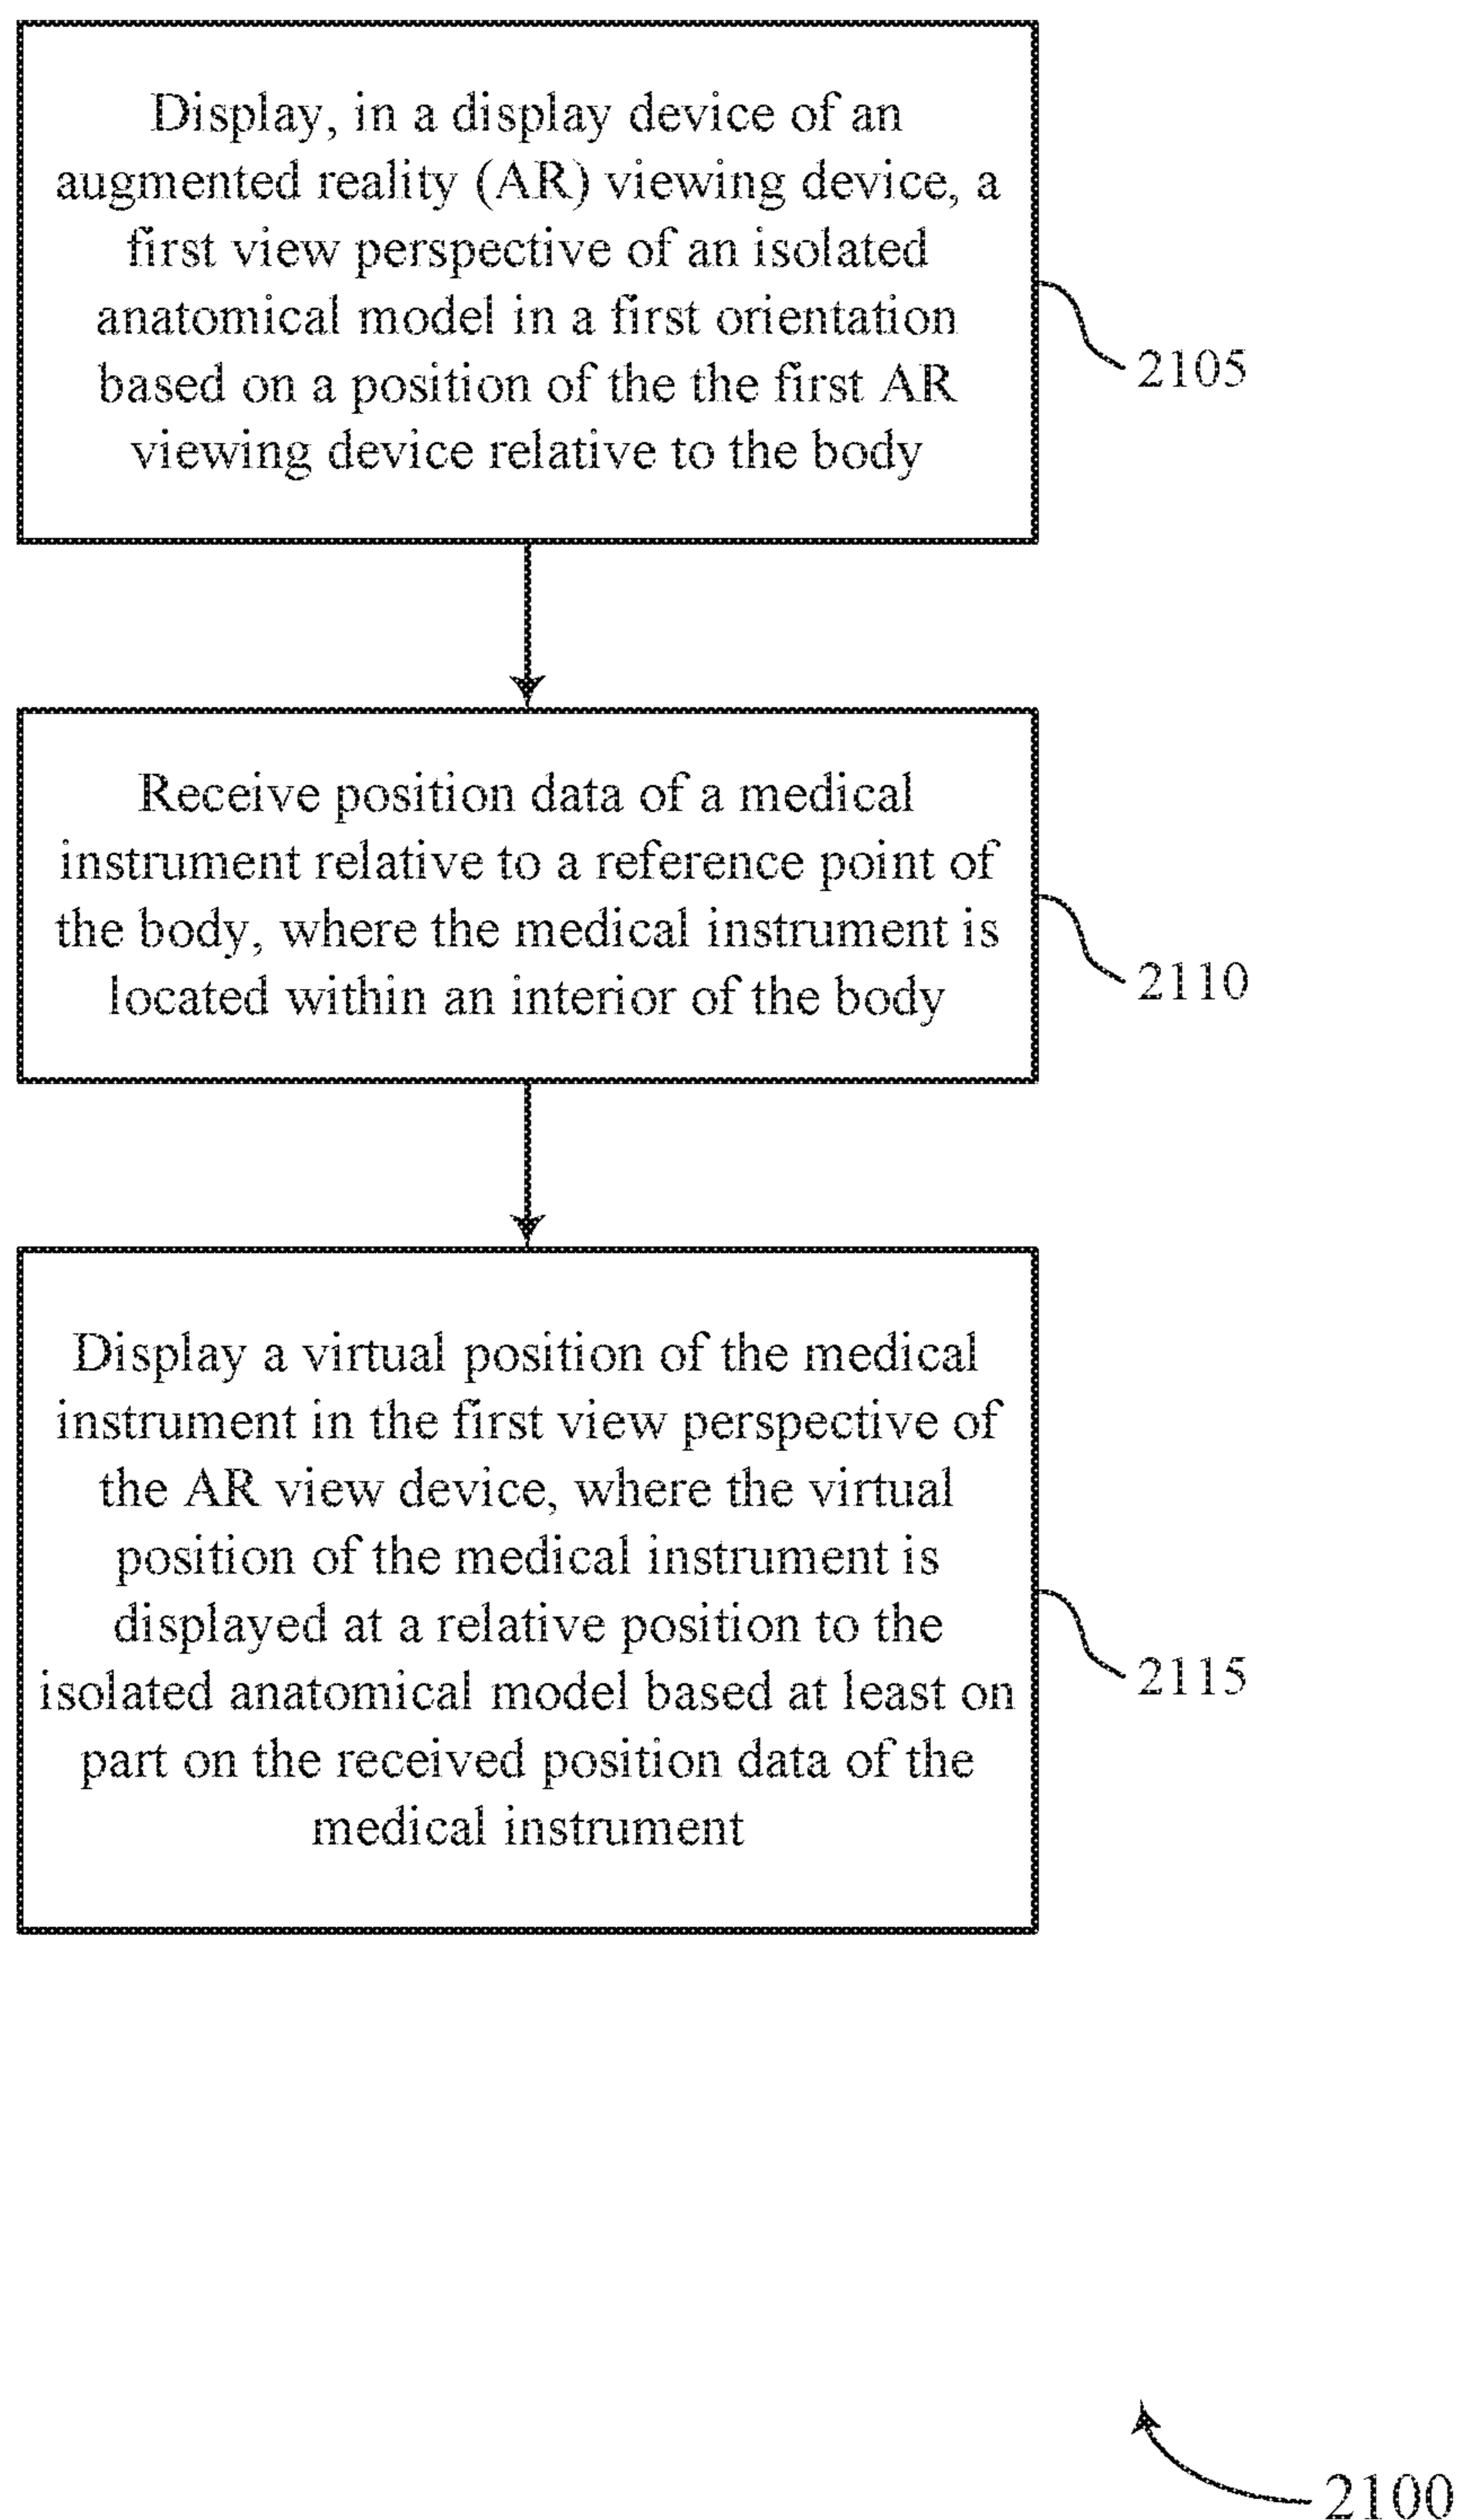 Display, in a display device of an
augmented reality (AR) viewing device, a
first view perspective of an isolated
anatomical model in a first orientation
based on a position of the the first AR
viewing device relative to the body
2105
Receive position data of a medical
instrument relative to a reference point of
the body, where the medical instrument is
located within an interior of the body
2110
Display a virtual position of the medical
instrument in the first view perspective of
the AR view device, where the virtual
position of the medical instrument is
displayed at a relative position to the
isolated anatomical model based at least on
part on the received position data of the
medical instrument
2115
2100